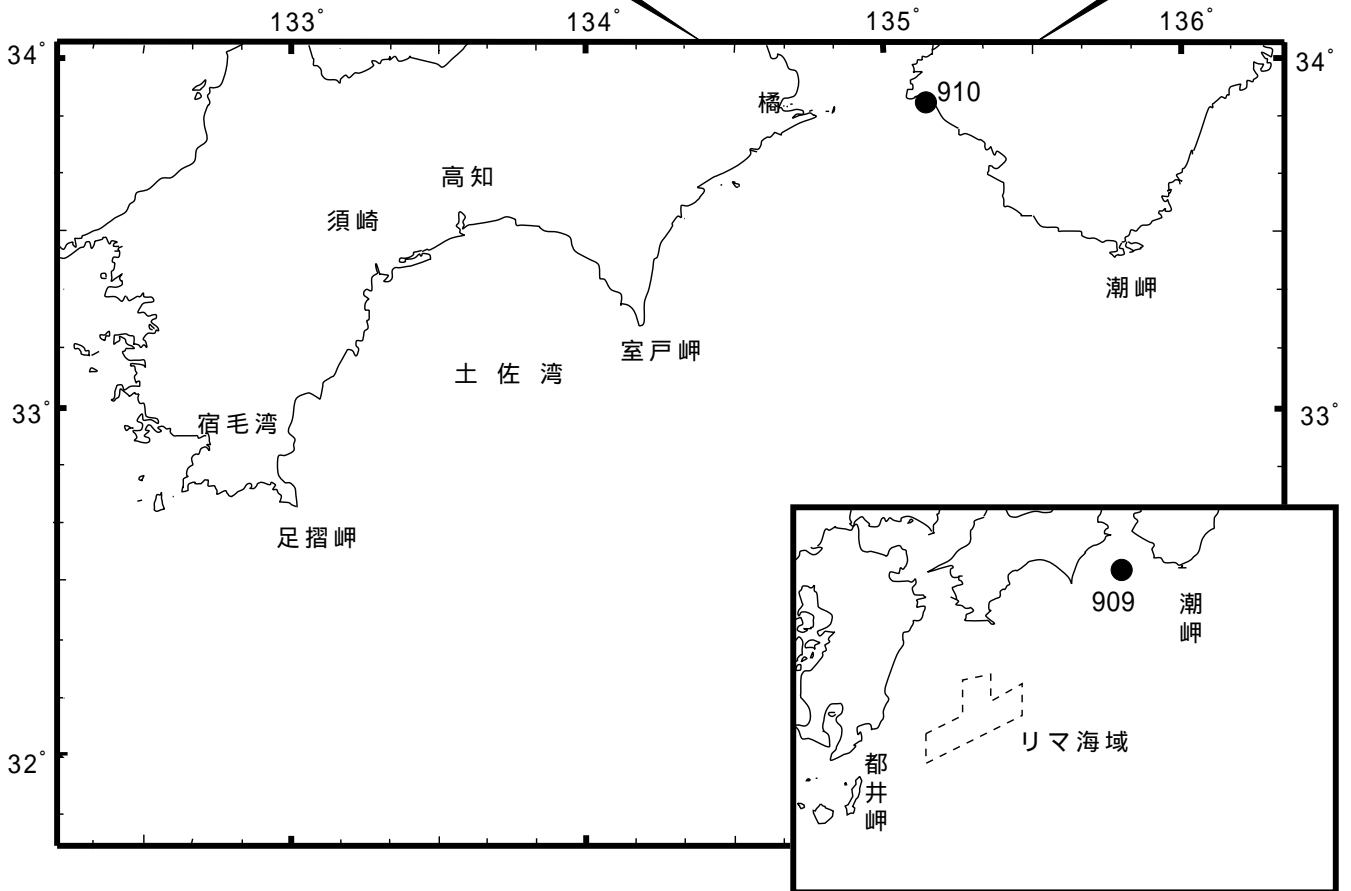 133°
134°
135°
136°
34°
34°
910
橘
高知
須崎
潮岬
室戸岬
土佐湾
33°
33°
宿毛湾
足摺岬
909
潮岬
リマ海域
32°
都井岬